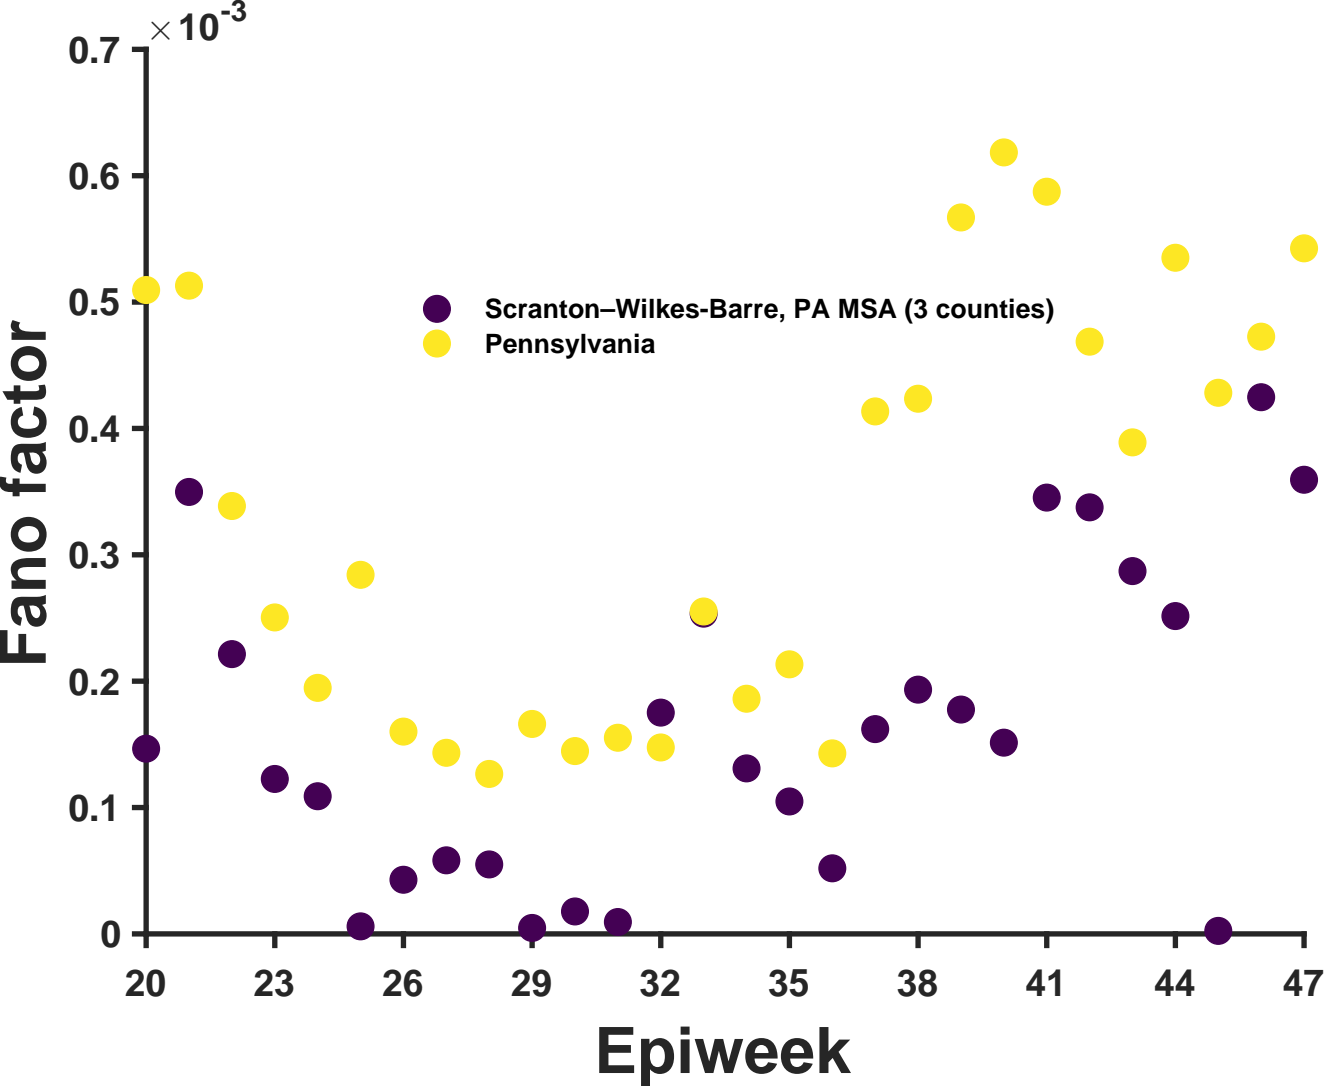 × 10-3
0.7
0.6
0.5
0.4
0.3
0.2
0.1
0
Fano factor
Scranton–Wilkes-Barre, PA MSA (3 counties)
Pennsylvania
20 23 26 29 32 35 38 41 44 47
Epiweek